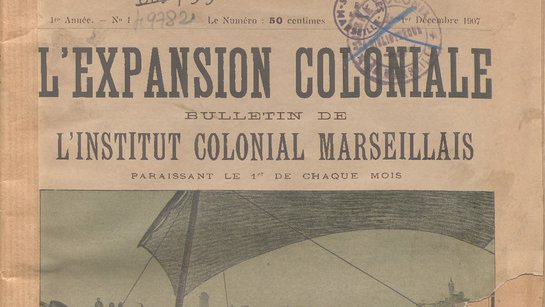 1re Année. – No 1
Le Numéro : 50 centimes
1er Décembre 1907
L'EXPANSION COLONIALE
BULLETIN DE
L'INSTITUT COLONIAL MARSEILLAIS
PARAISSANT LE 1er DE CHAQUE MOIS